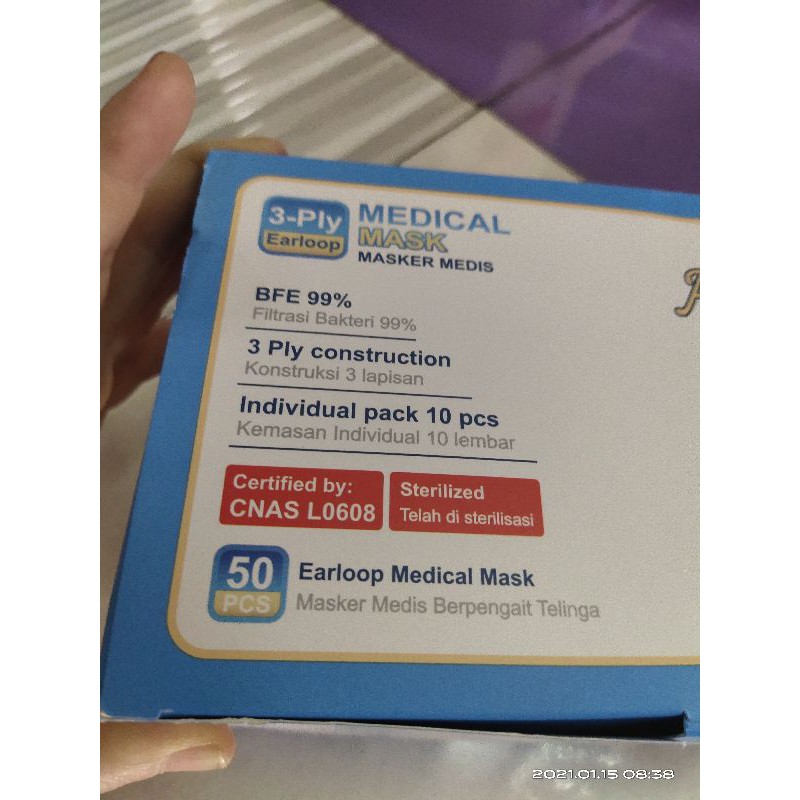 3-Ply
Earloop
MEDICAL
MASK
MASKER MEDIS
BFE 99%
Filtrasi Bakteri 99%
3 Ply construction
Konstruksi 3 lapisan
Individual pack 10 pcs
Kemasan Individual 10 lembar
Certified by:
CNAS L0608
Sterilized
Telah di sterilisasi
50
PCS
Earloop Medical Mask
Masker Medis Berpengait Telinga
2021.01.15 08:38